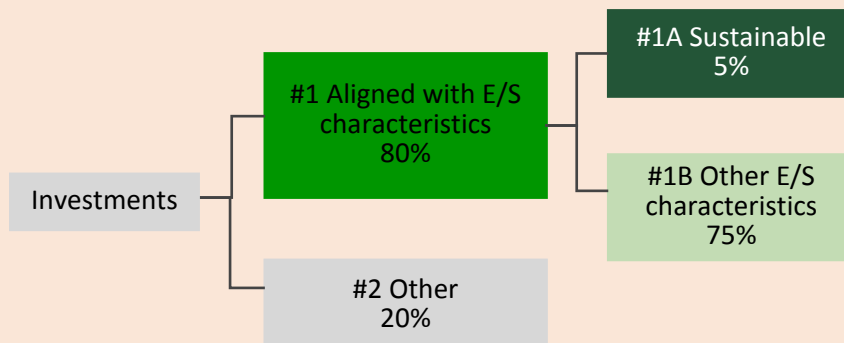 Investments
#1 Aligned with E/S
characteristics
80%
#2 Other
20%
#1A Sustainable
5%
#1B Other E/S
characteristics
75%